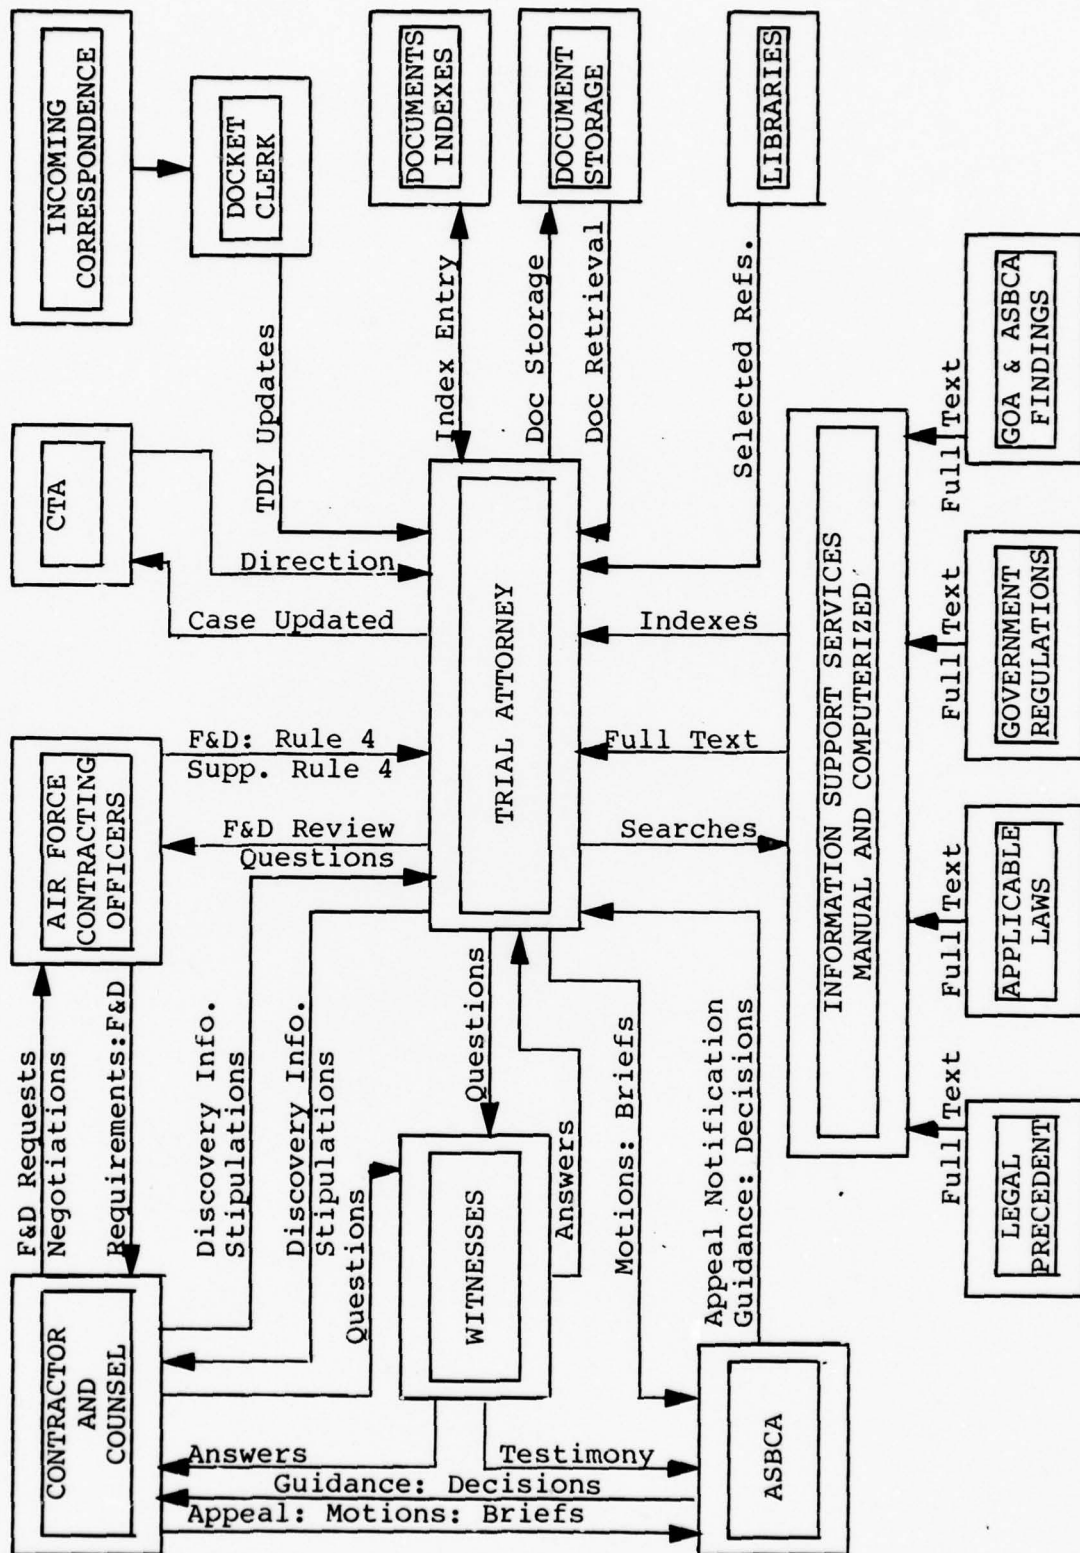 CONTRACTOR
AND
COUNSEL
F&D Requests
Negotiations
Requirements:F&D
AIR FORCE
CONTRACTING
OFFICERS
CTA
INCOMING
CORRESPONDENCE
DOCKET
CLERK
Answers
Guidance: Decisions
Appeal: Motions: Briefs
Testimony
Discovery Info.
Stipulations
Discovery Info.
Stipulations
Questions
F&D Review
Questions
F&D: Rule 4
Supp. Rule 4
Case Updated
Direction
TDY Updates
WITNESSES
Questions
Answers
TRIAL ATTORNEY
Index Entry
DOCUMENTS
INDEXES
Doc Storage
Doc Retrieval
DOCUMENT
STORAGE
Motions: Briefs
Appeal Notification
Guidance: Decisions
Searches
Full Text
Indexes
Selected Refs.
LIBRARIES
ASBCA
INFORMATION SUPPORT SERVICES
MANUAL AND COMPUTERIZED
Full Text
Full Text
Full Text
Full Text
LEGAL
PRECEDENT
APPLICABLE
LAWS
GOVERNMENT
REGULATIONS
GOA & ASBCA
FINDINGS